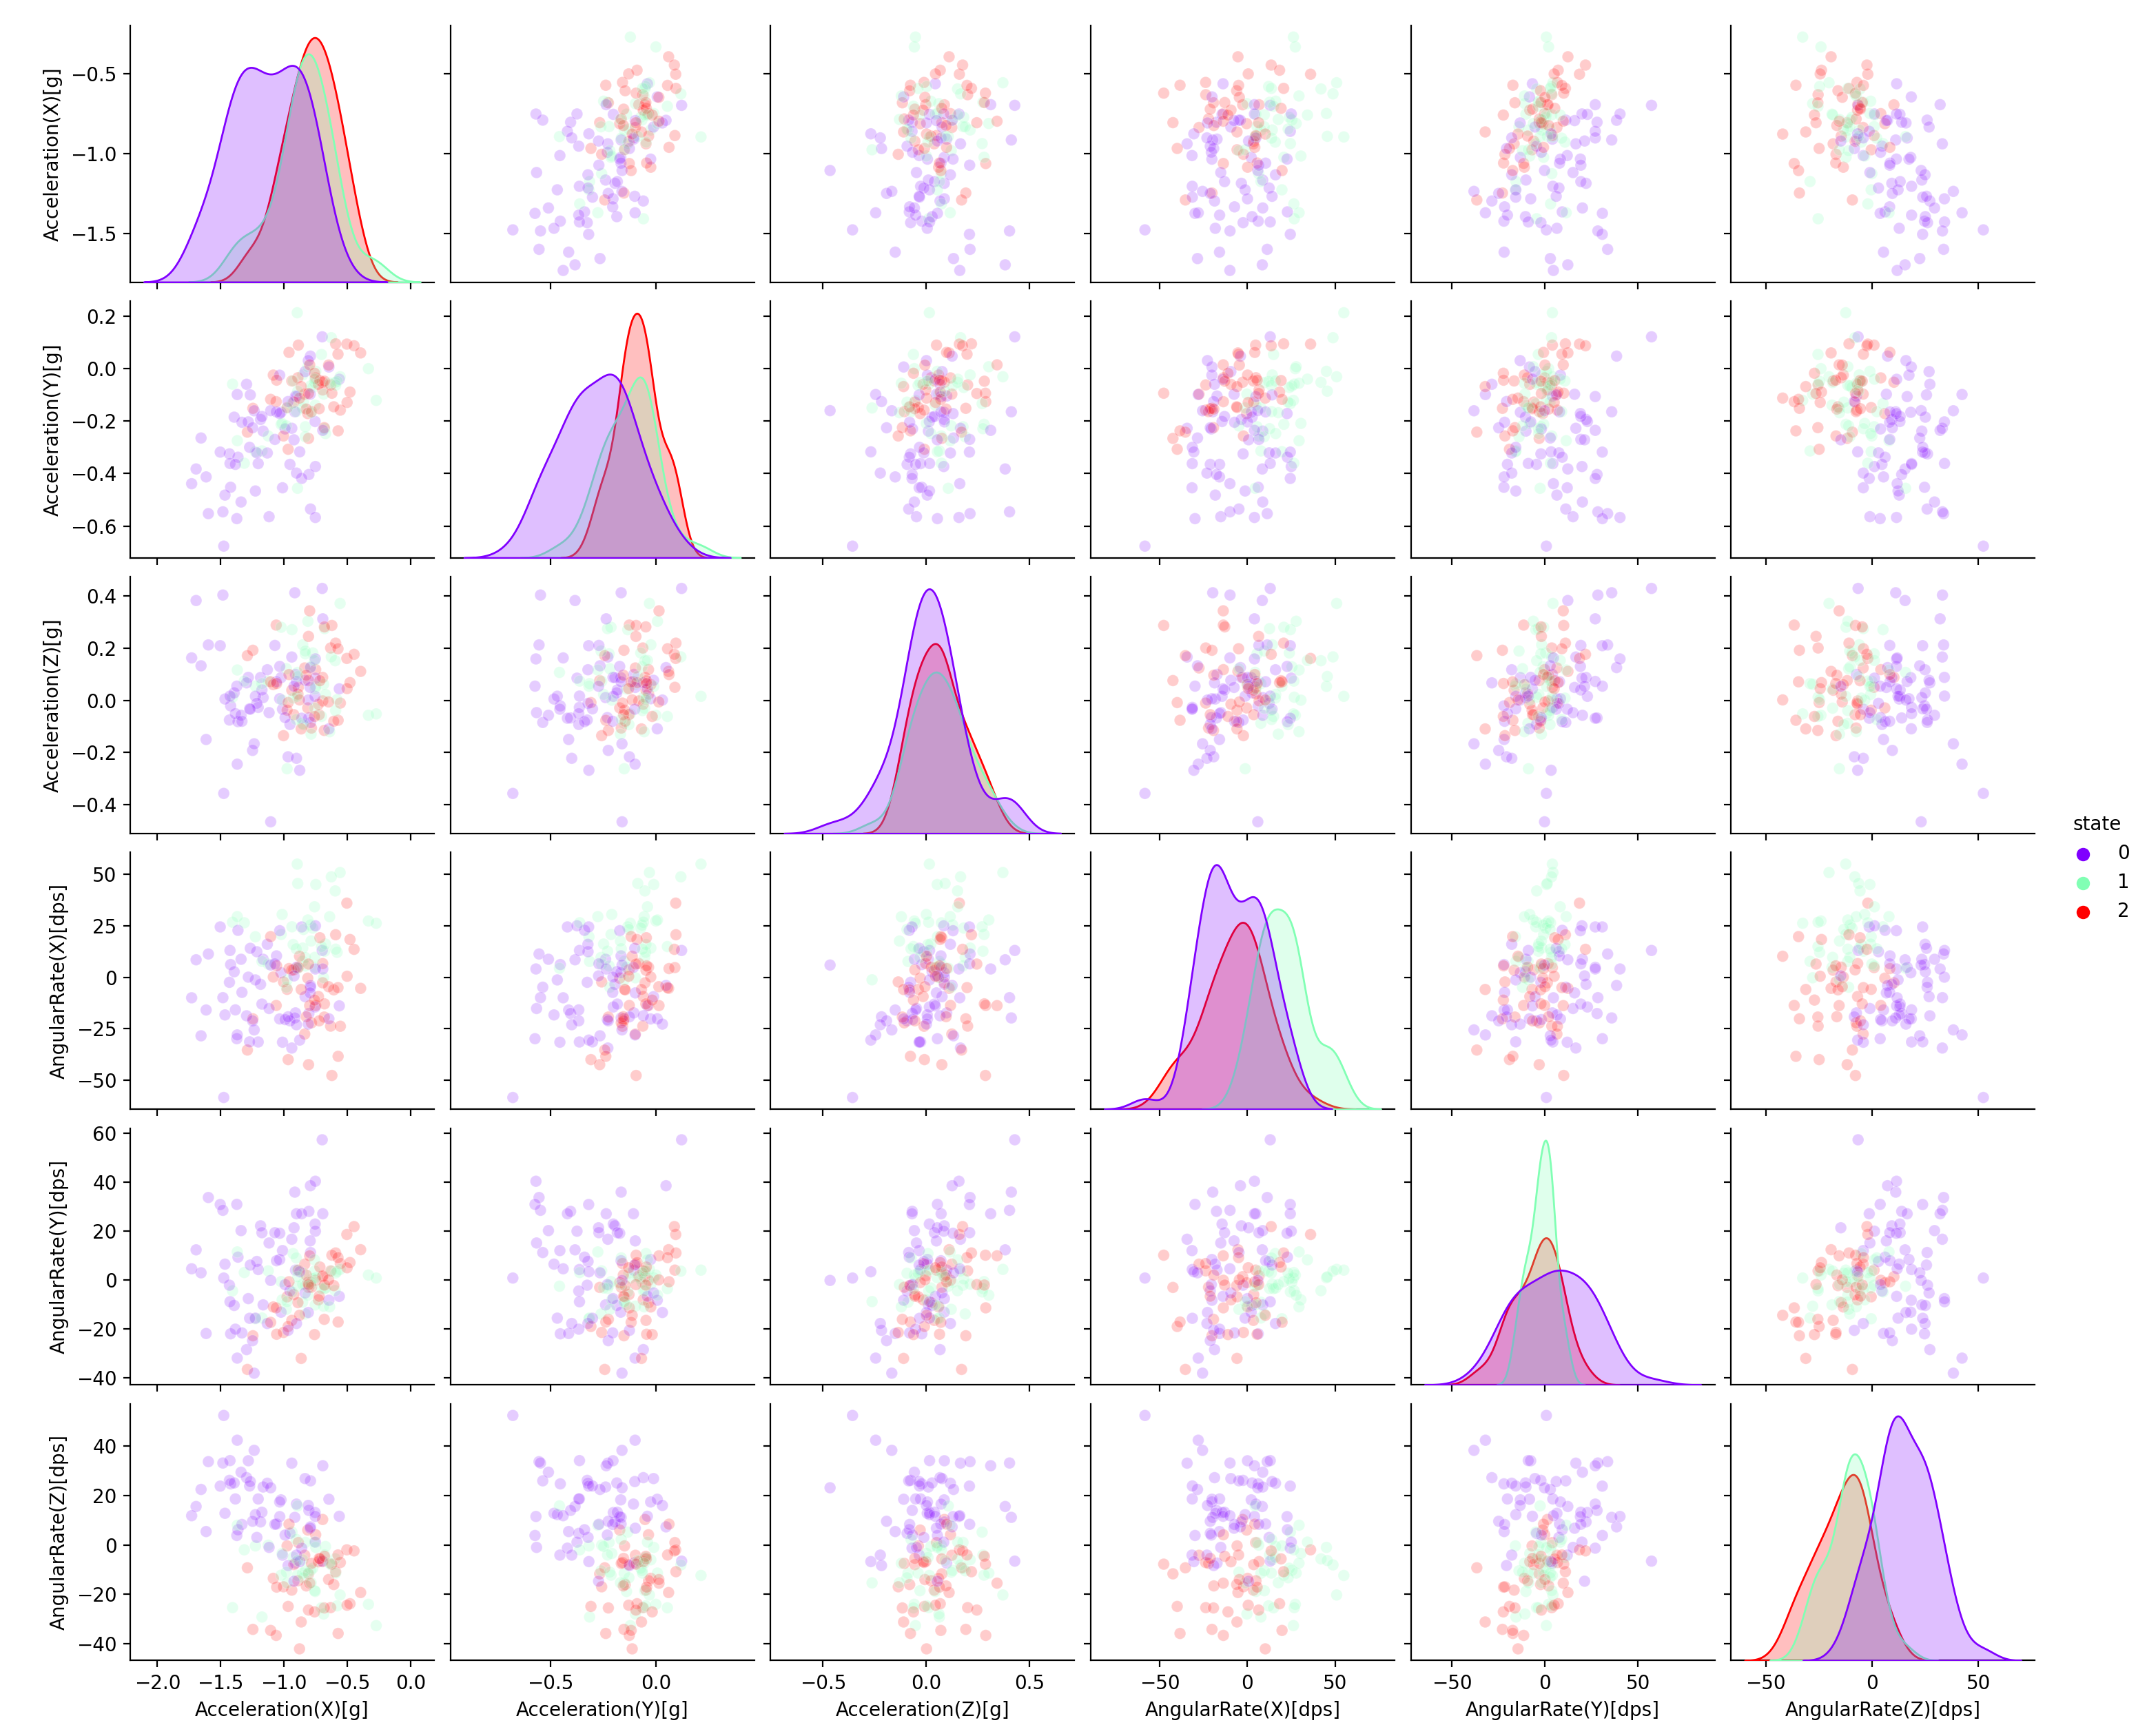 Acceleration(X)[g]
−0.5
−1.0
−1.5
Acceleration(Y)[g]
0.2
0.0
−0.2
−0.4
−0.6
Acceleration(Z)[g]
0.4
0.2
0.0
−0.2
−0.4
AngularRate(X)[dps]
50
25
0
−25
−50
AngularRate(Y)[dps]
60
40
20
0
−20
−40
AngularRate(Z)[dps]
40
20
0
−20
−40
−2.0 −1.5 −1.0 −0.5 0.0
−0.5 0.0
−0.5 0.0 0.5
−50 0 50
−50 0 50
−50 0 50
Acceleration(X)[g]
Acceleration(Y)[g]
Acceleration(Z)[g]
AngularRate(X)[dps]
AngularRate(Y)[dps]
AngularRate(Z)[dps]
state
0
1
2